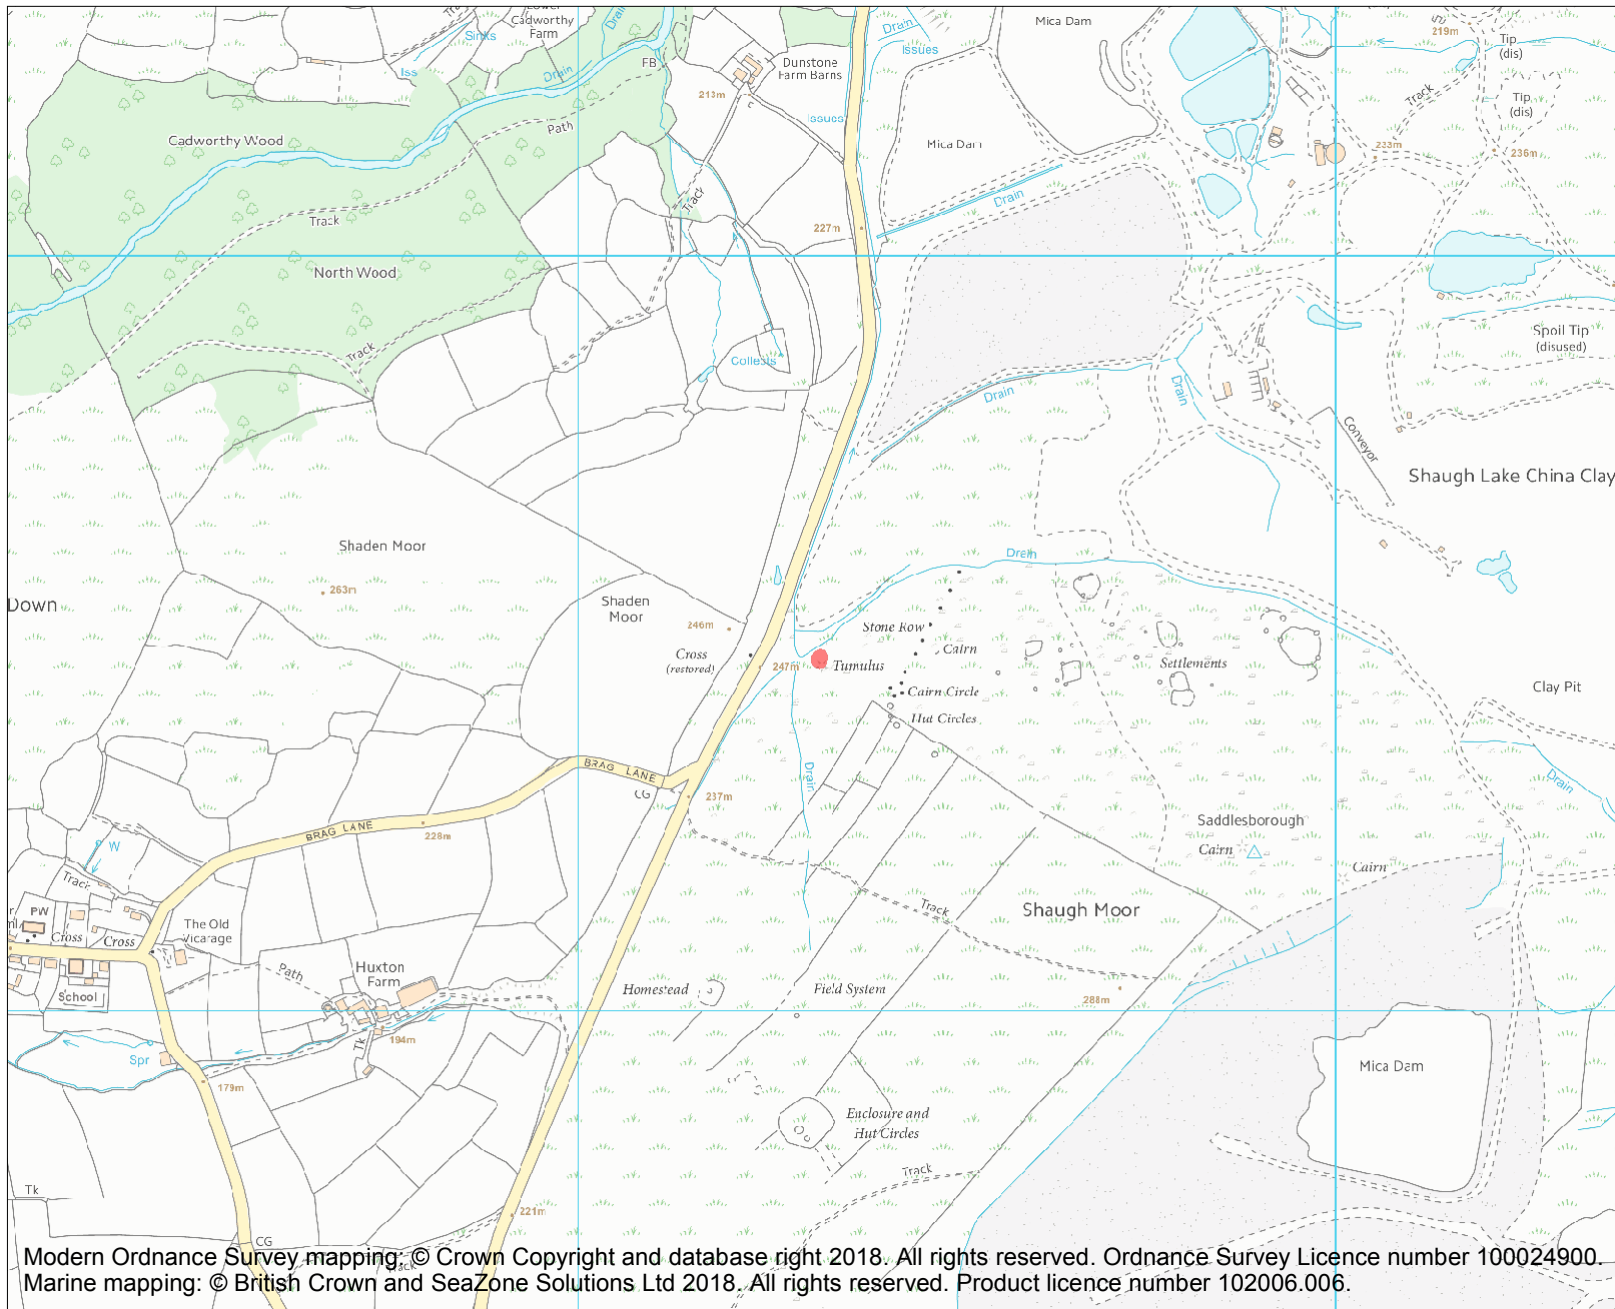 Lower
Cadworthy
Farm
Drain
Sinks
Iss
Drain
FB
Dunstone
Farm Barns
213m
Issues
Drain
Issues
Mica Dam
219m
Tip
(dis)
Tip
(dis)
Track
Cadworthy Wood
Path
Mica Dam
233m
236m
Track
Track
Drain
227m
North Wood
Track
Collects
Drain
Drain
Spoil Tip
(disused)
Conveyor
Shaugh Lake China Clay
Shaden Moor
263m
Down
Shaden
Moor
246m
Cross
(restored)
247m
Tumulus
Drain
Stone Row
Cairn
Cairn Circle
Hut Circles
Settlements
Clay Pit
BRAG LANE
CG
237m
Drain
Drain
BRAG LANE
228m
Saddlesborough
Cairn
Cairn
W
Track
PW
Cross
Cross
The Old
Vicarage
School
Path
Huxton
Farm
Track
Shaugh Moor
Homestead
Field System
288m
Spr
Tk
194m
179m
Mica Dam
Enclosure and
Hut Circles
Track
Tk
221m
CG
Track
Modern Ordnance Survey mapping: © Crown Copyright and database right 2018. All rights reserved. Ordnance Survey Licence number 100024900.
Marine mapping: © British Crown and SeaZone Solutions Ltd 2018. All rights reserved. Product licence number 102006.006.